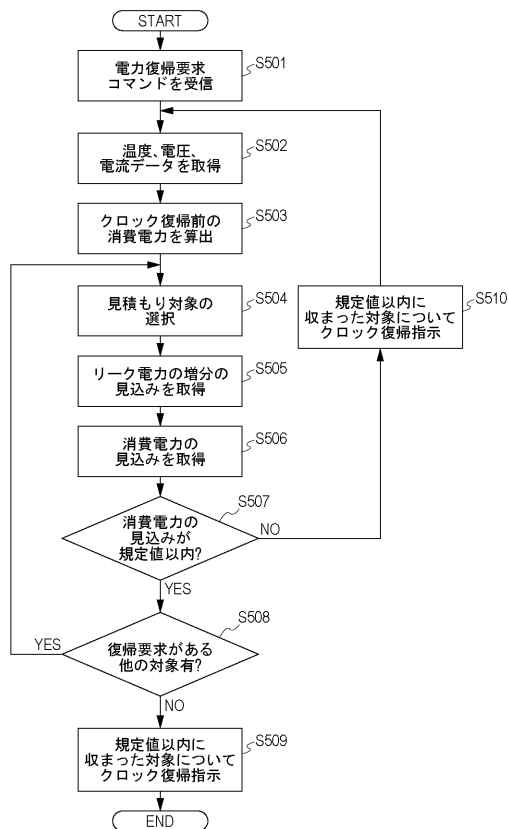 START
電力復帰要求
コマンドを受信
S501
温度、電圧、
電流データを取得
S502
クロック復帰前の
消費電力を算出
S503
見積もり対象の
選択
S504
リーク電力の増分の
見込みを取得
S505
消費電力の
見込みを取得
S506
消費電力の
見込みが
規定値以内?
S507
NO
YES
規定値以内に
収まった対象について
クロック復帰指示
S510
復帰要求がある
他の対象有?
S508
YES
NO
規定値以内に
収まった対象について
クロック復帰指示
S509
END